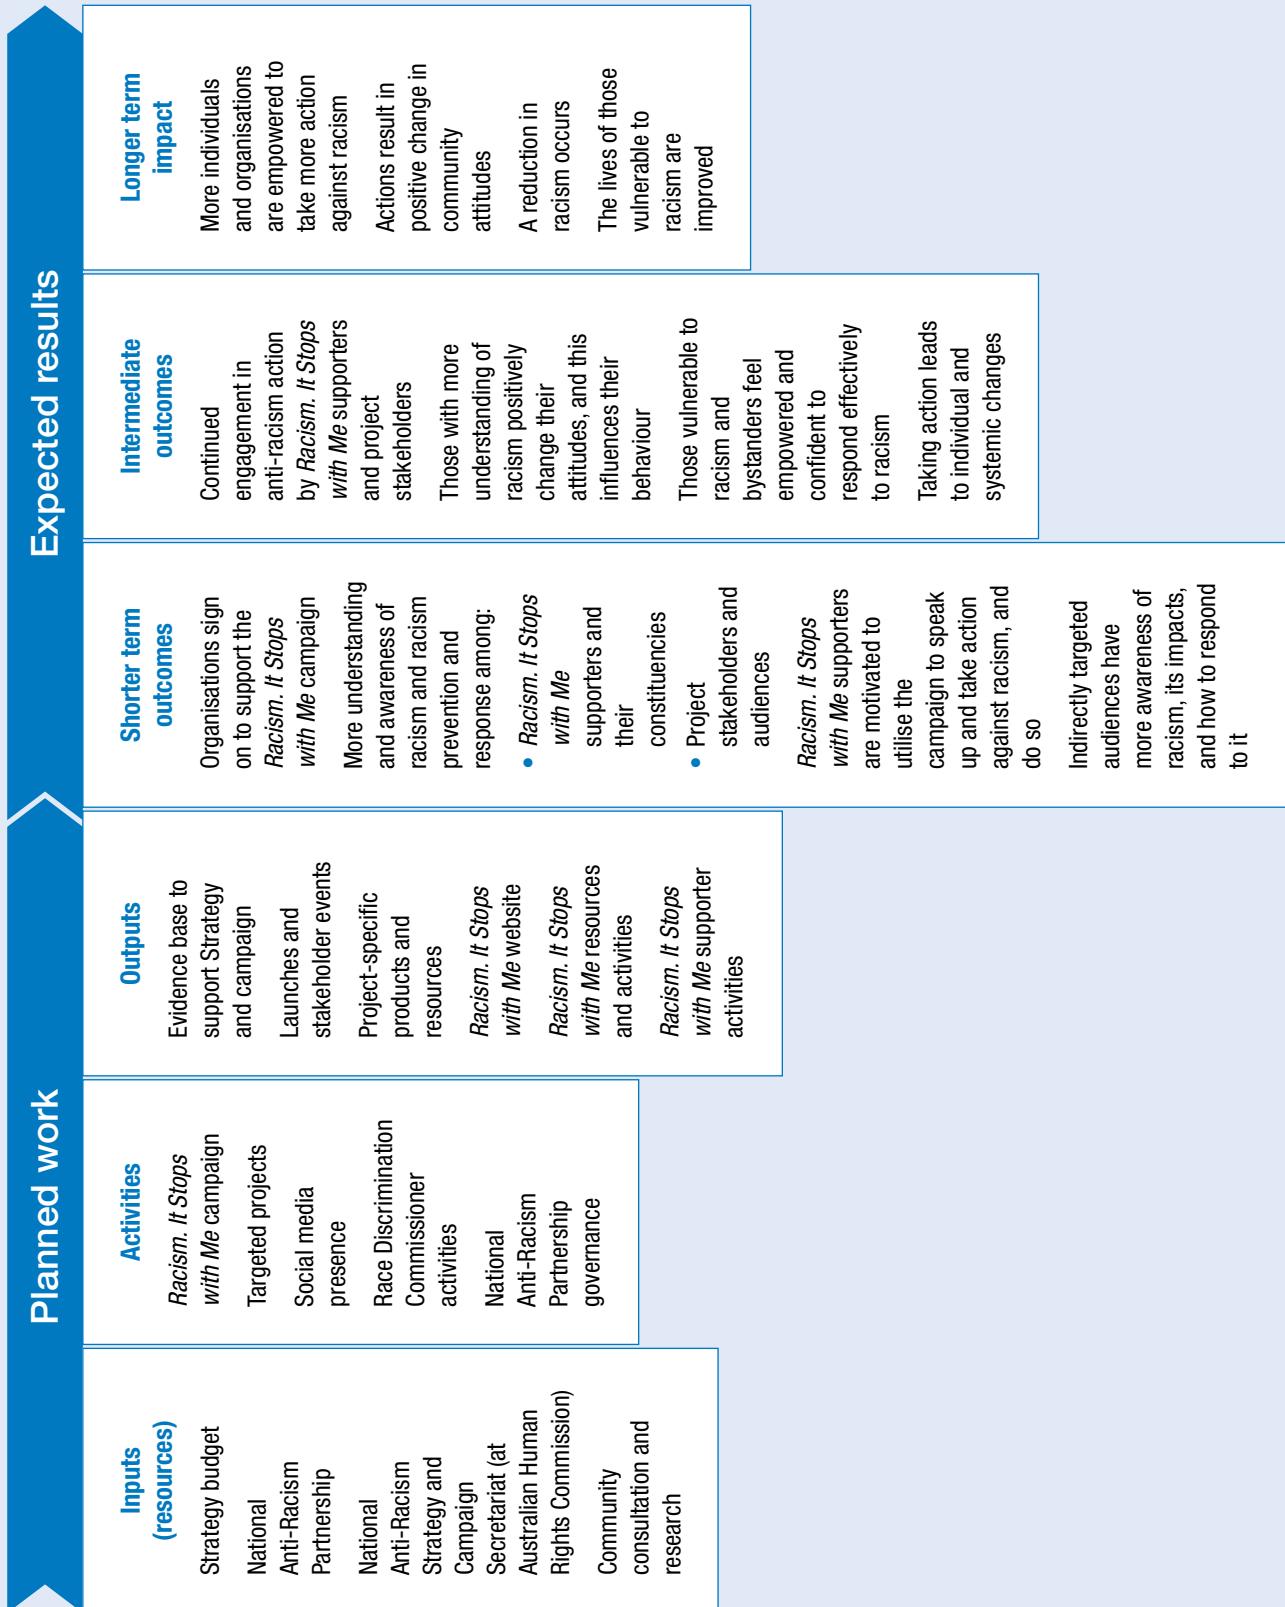 Planned work
Expected results
Inputs
(resources)
Strategy budget
National
Anti-Racism
Partnership
National
Anti-Racism
Strategy and
Campaign
Secretariat (at
Australian Human
Rights Commission)
Community
consultation and
research
Activities
Racism. It Stops
with Me campaign
Targeted projects
Social media
presence
Race Discrimination
Commissioner
activities
National
Anti-Racism
Partnership
governance
Outputs
Evidence base to
support Strategy
and campaign
Launches and
stakeholder events
Project-specific
products and
resources
Racism. It Stops
with Me website
Racism. It Stops
with Me resources
and activities
Racism. It Stops
with Me supporter
activities
Shorter term
outcomes
Organisations sign
on to support the
Racism. It Stops
with Me campaign
More understanding
and awareness of
racism and racism
prevention and
response among:
• Racism. It Stops
with Me
supporters and
their
constituencies
• Project
stakeholders and
audiences
Racism. It Stops
with Me supporters
are motivated to
utilise the
campaign to speak
up and take action
against racism, and
do so
Indirectly targeted
audiences have
more awareness of
racism, its impacts,
and how to respond
to it
Intermediate
outcomes
Continued
engagement in
anti-racism action
by Racism. It Stops
with Me supporters
and project
stakeholders
Those with more
understanding of
racism positively
change their
attitudes, and this
influences their
behaviour
Those vulnerable to
racism and
bystanders feel
empowered and
confident to
respond effectively
to racism
Taking action leads
to individual and
systemic changes
Longer term
impact
More individuals
and organisations
are empowered to
take more action
against racism
Actions result in
positive change in
community
attitudes
A reduction in
racism occurs
The lives of those
vulnerable to
racism are
improved